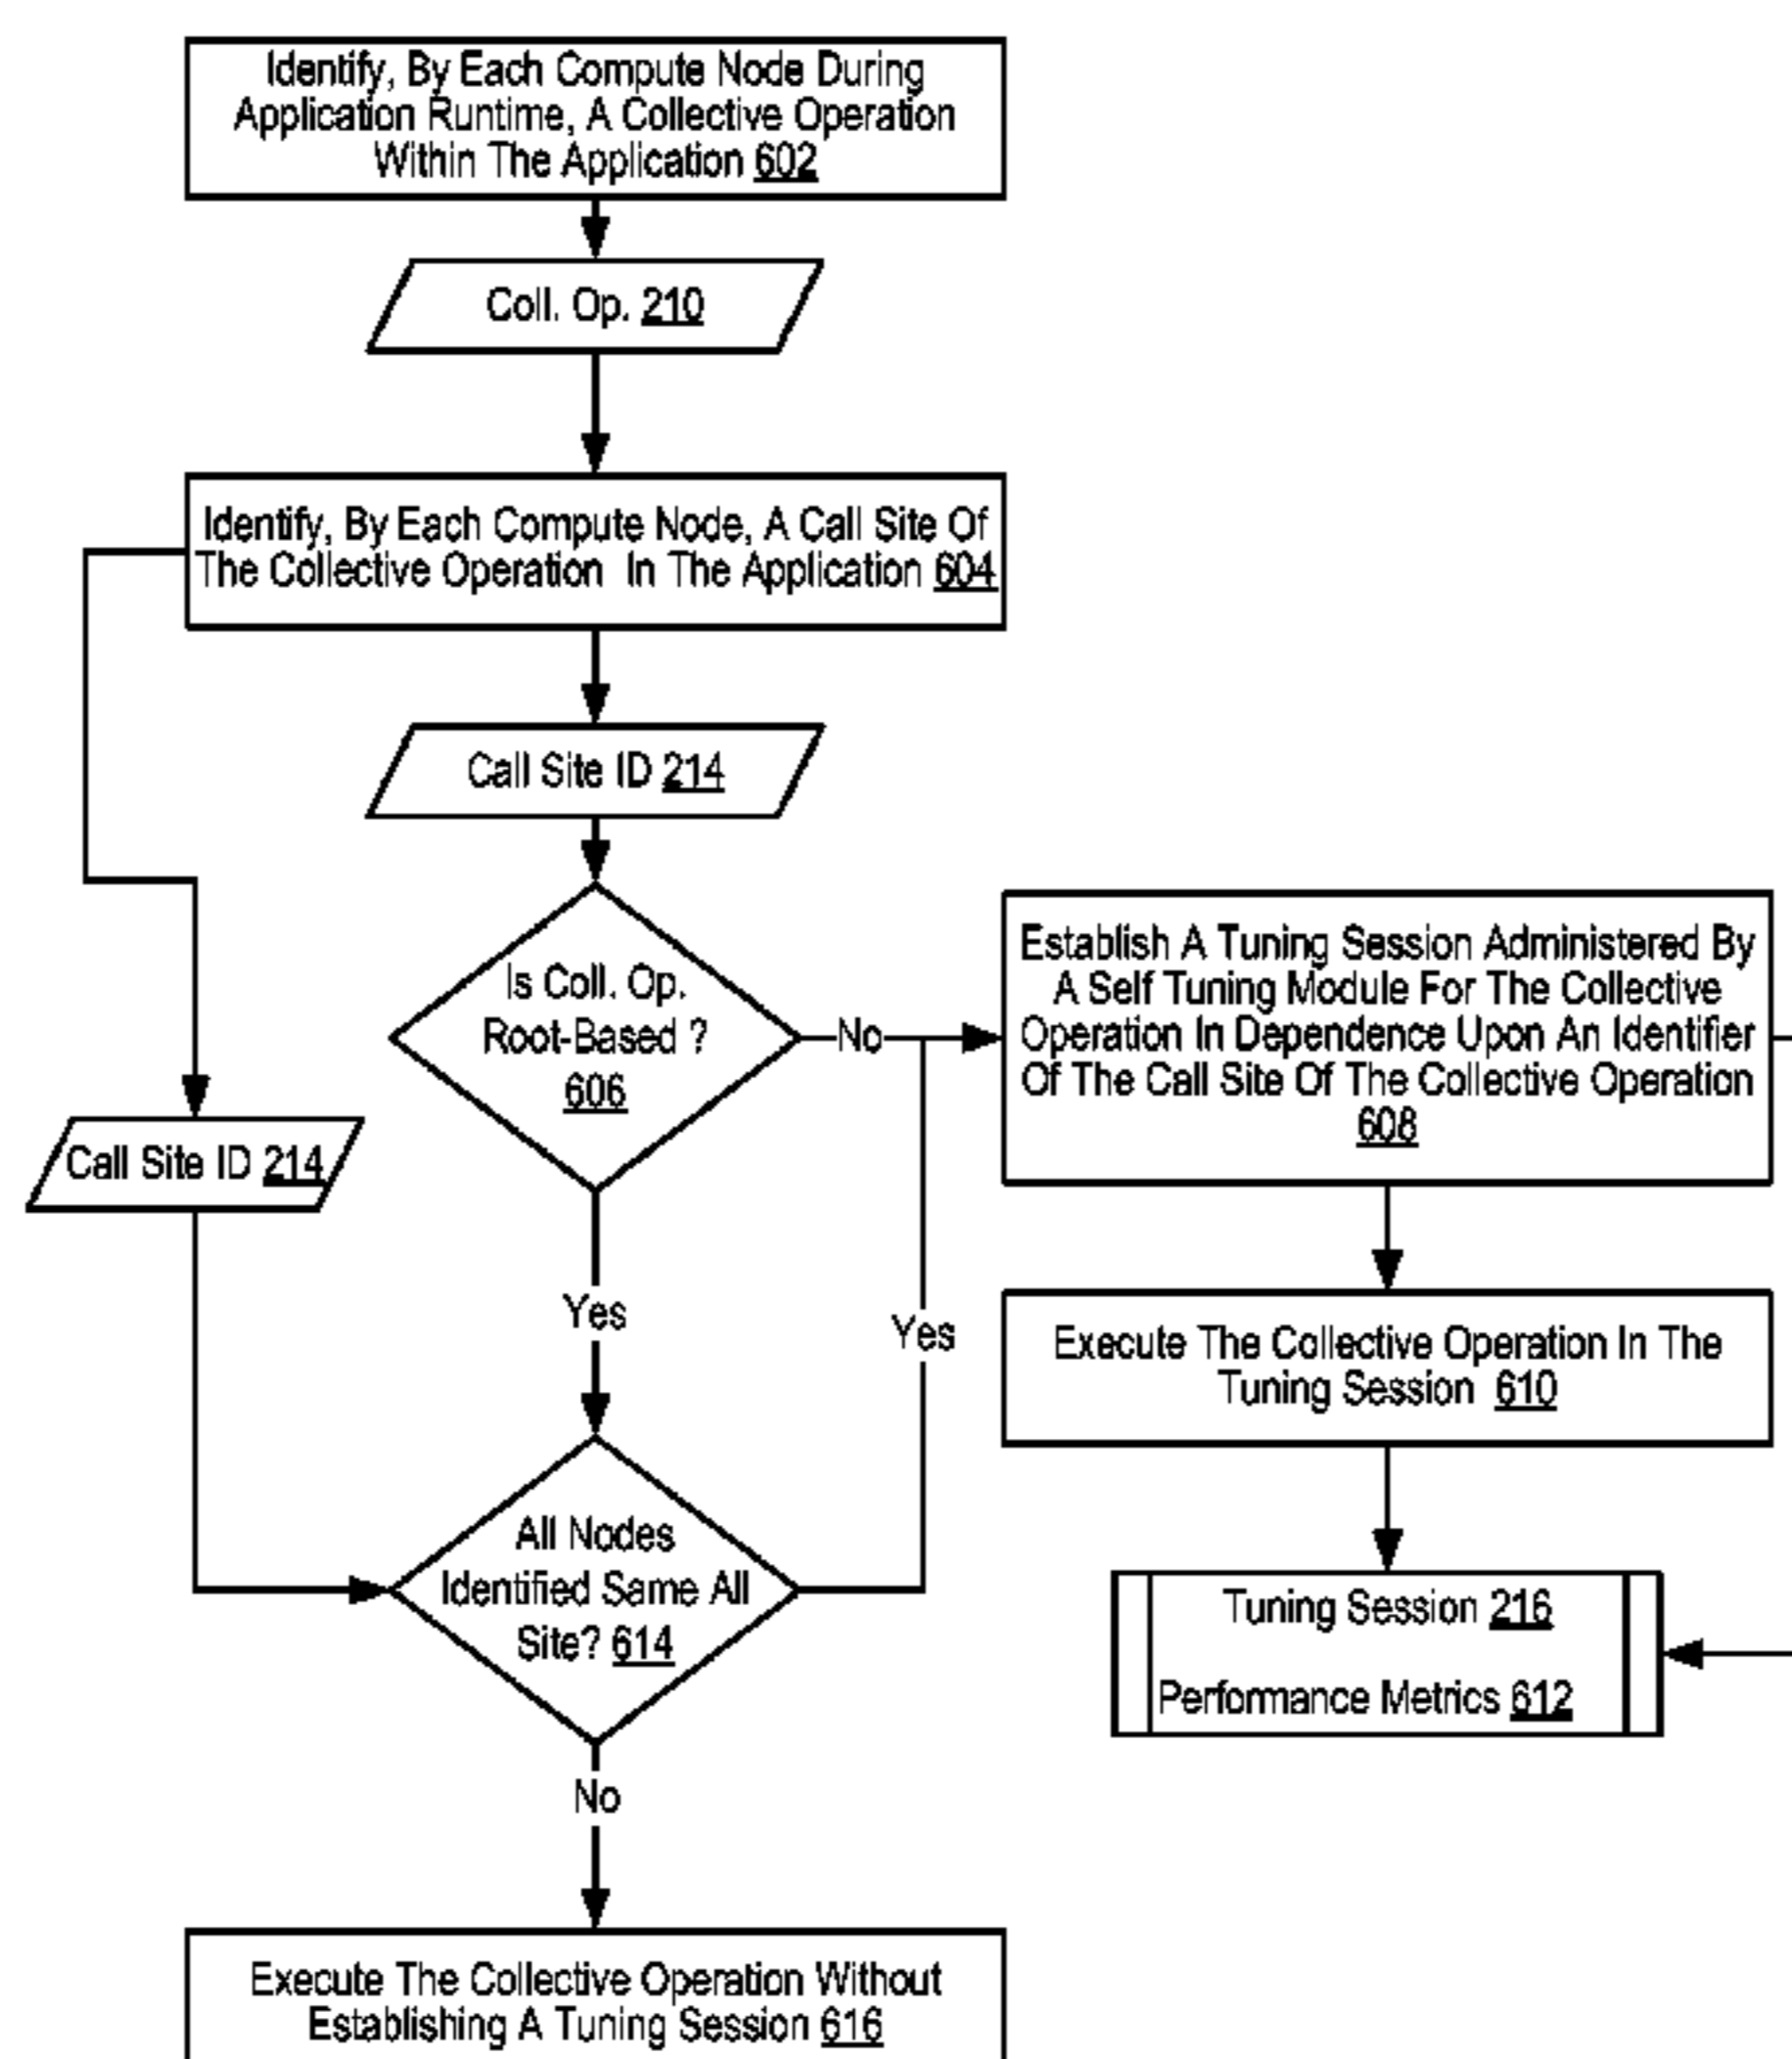 Identify, By Each Compute Node During
Application Runtime, A Collective Operation
Within The Application 602
Coll. Op. 210
Identify, By Each Compute Node, A Call Site Of
The Collective Operation In The Application 604
Call Site ID 214
Is Coll. Op.
Root-Based ?
606
No
Establish A Tuning Session Administered By
A Self Tuning Module For The Collective
Operation In Dependence Upon An Identifier
Of The Call Site Of The Collective Operation
608
Call Site ID 214
Yes
Yes
Execute The Collective Operation In The
Tuning Session 610
All Nodes
Identified Same All
Site? 614
Tuning Session 216
Performance Metrics 612
No
Execute The Collective Operation Without
Establishing A Tuning Session 616